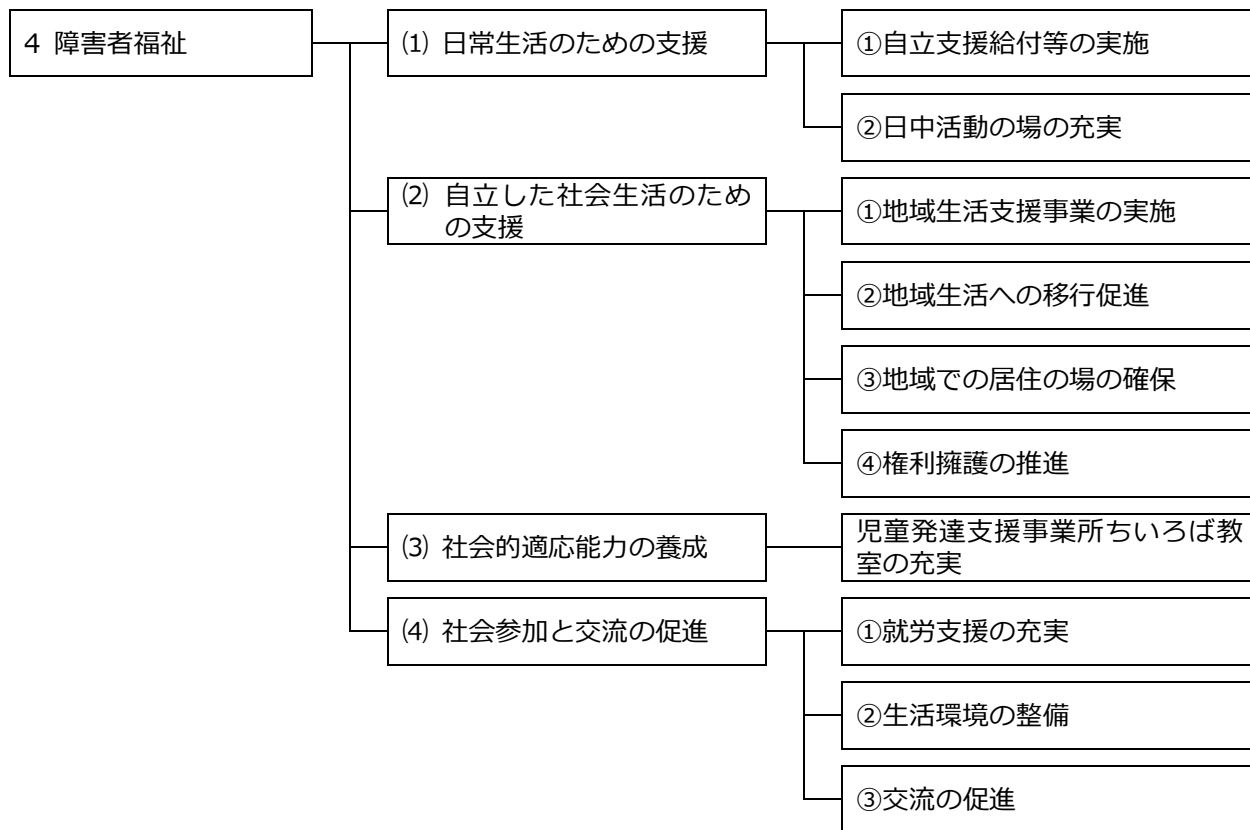 4 障害者福祉
⑴ 日常生活のための支援
①自立支援給付等の実施
②日中活動の場の充実
⑵ 自立した社会生活のため
の支援
①地域生活支援事業の実施
②地域生活への移行促進
③地域での居住の場の確保
④権利擁護の推進
⑶ 社会的適応能力の養成
児童発達支援事業所ちいろば教
室の充実
⑷ 社会参加と交流の促進
①就労支援の充実
②生活環境の整備
③交流の促進